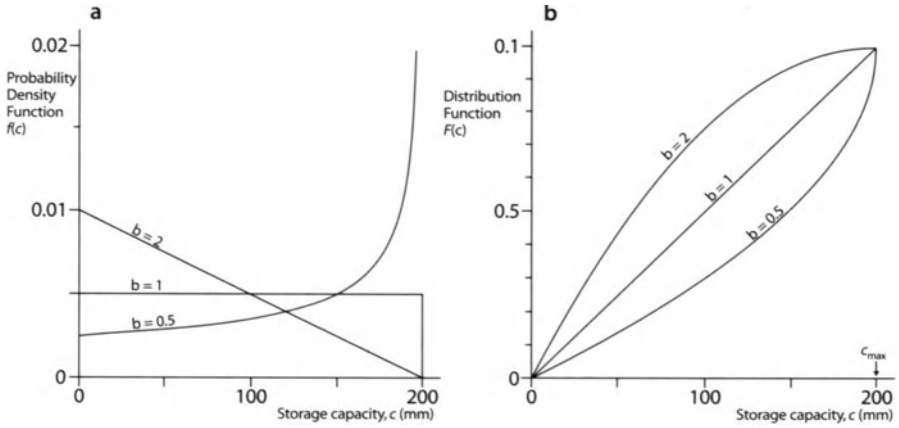 a
0.02
Probability
Density
Function
f(c)
0.01
b = 2
b = 1
b = 0.5
0
0
100
200
Storage capacity, c (mm)
b
0.1
Distribution
Function
F(c)
b = 2
b = 1
0.5
b = 0.5
cmax
0
0
100
200
Storage capacity, c (mm)